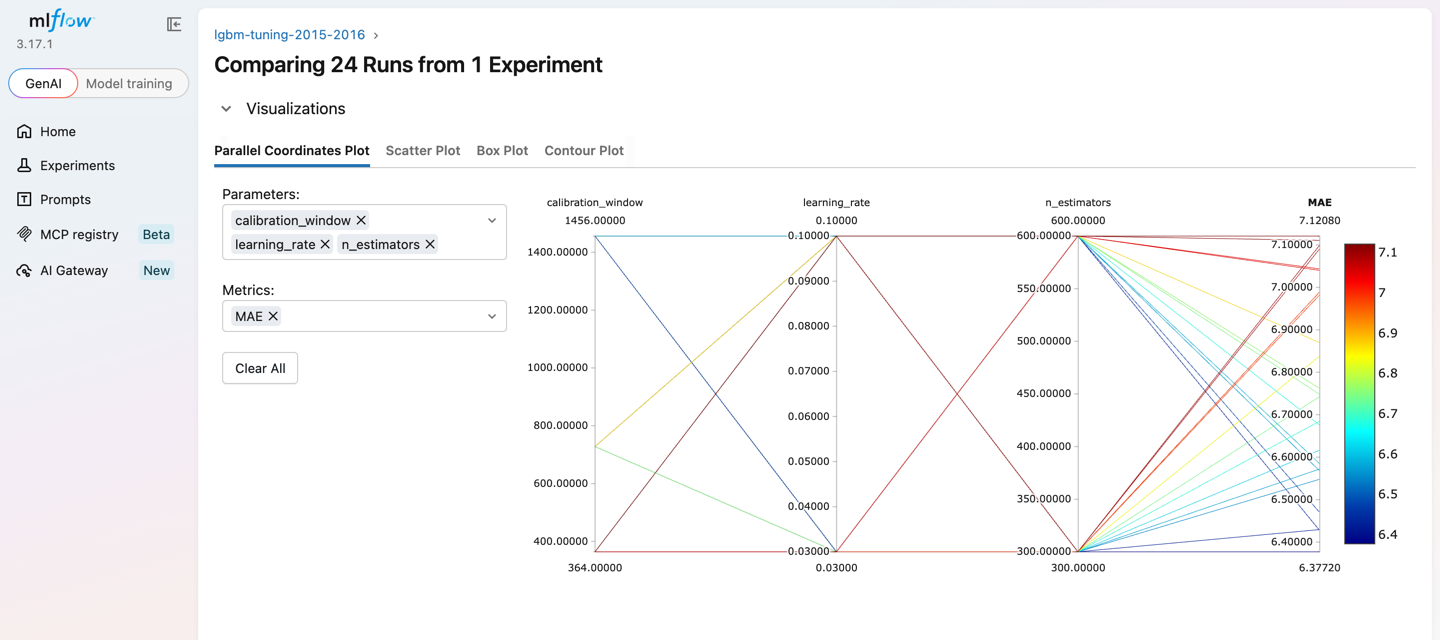 mlflow
3.17.1
GenAI Model training
Home
Experiments
Prompts
MCP registry Beta
AI Gateway New
lgbm-tuning-2015-2016
Comparing 24 Runs from 1 Experiment
Visualizations
Parallel Coordinates Plot Scatter Plot Box Plot Contour Plot
Parameters:
calibration_window
learning_rate n_estimators
Metrics:
MAE
Clear All
calibration_window learning_rate n_estimators MAE
1456.00000 0.10000 600.00000 7.12080
1400.00000
1200.00000
1000.00000
800.00000
600.00000
400.00000
364.00000
0.10000
0.09000
0.08000
0.07000
0.06000
0.05000
0.04000
0.03000
0.03000
600.00000
550.00000
500.00000
450.00000
400.00000
350.00000
300.00000
300.00000
7.10000
7.00000
6.90000
6.80000
6.70000
6.60000
6.50000
6.40000
6.37720
7.1
7
6.9
6.8
6.7
6.6
6.5
6.4